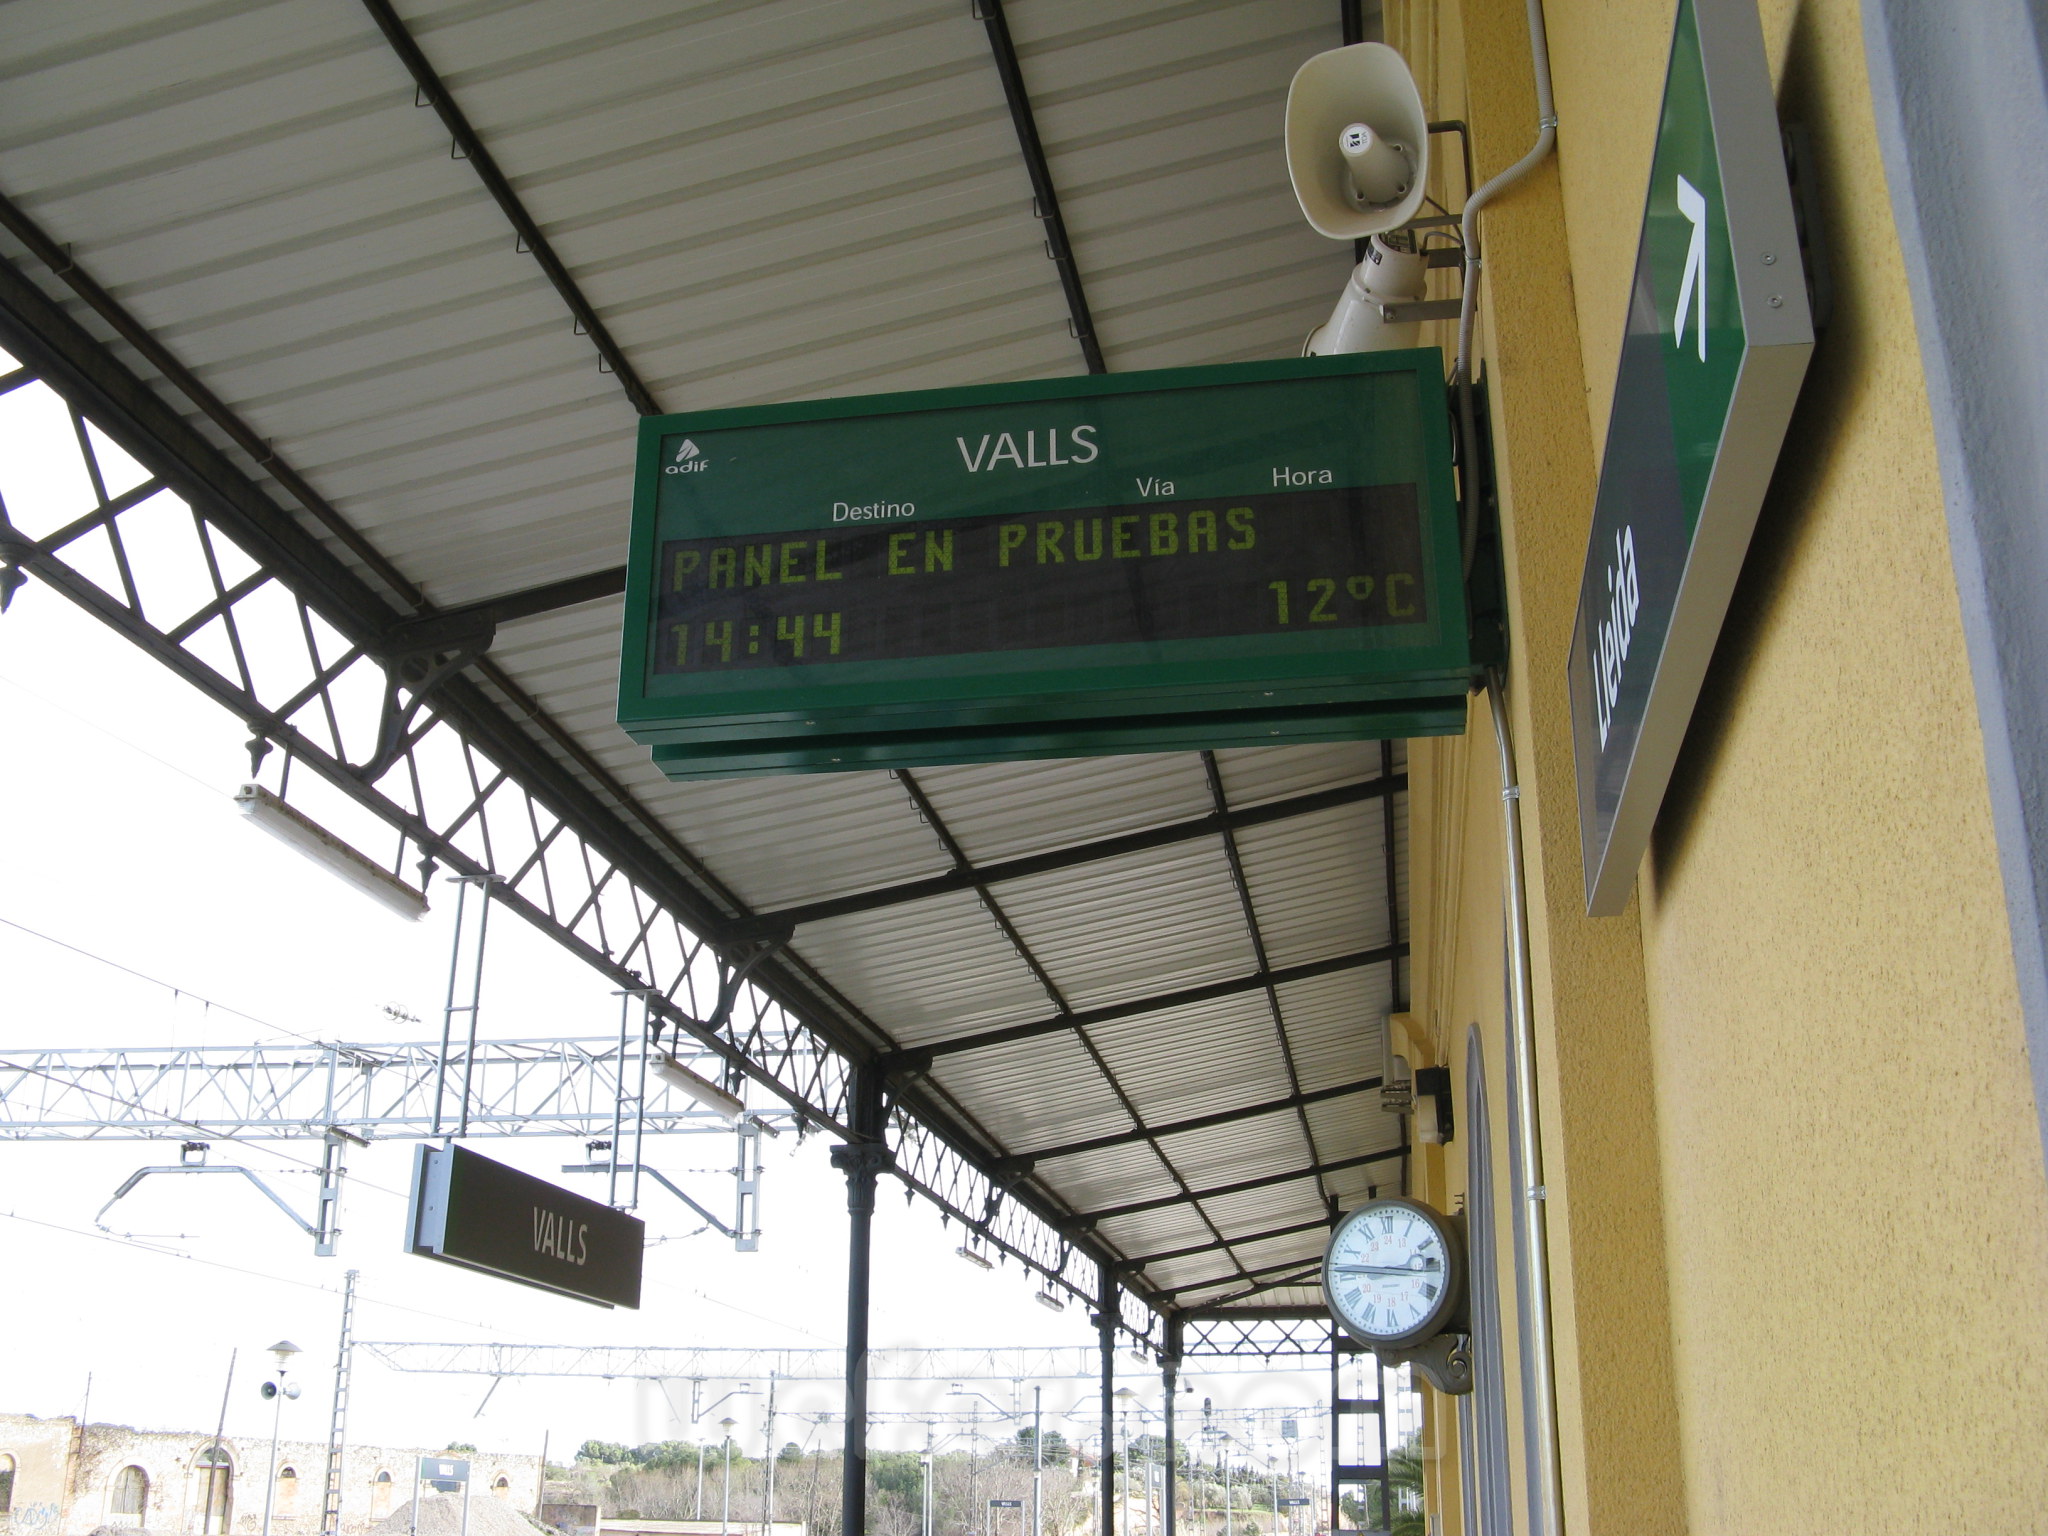 adif
VALLS
Destino Vía Hora
PANEL EN PRUEBAS
14:44 12°C
Lleida
VALLS